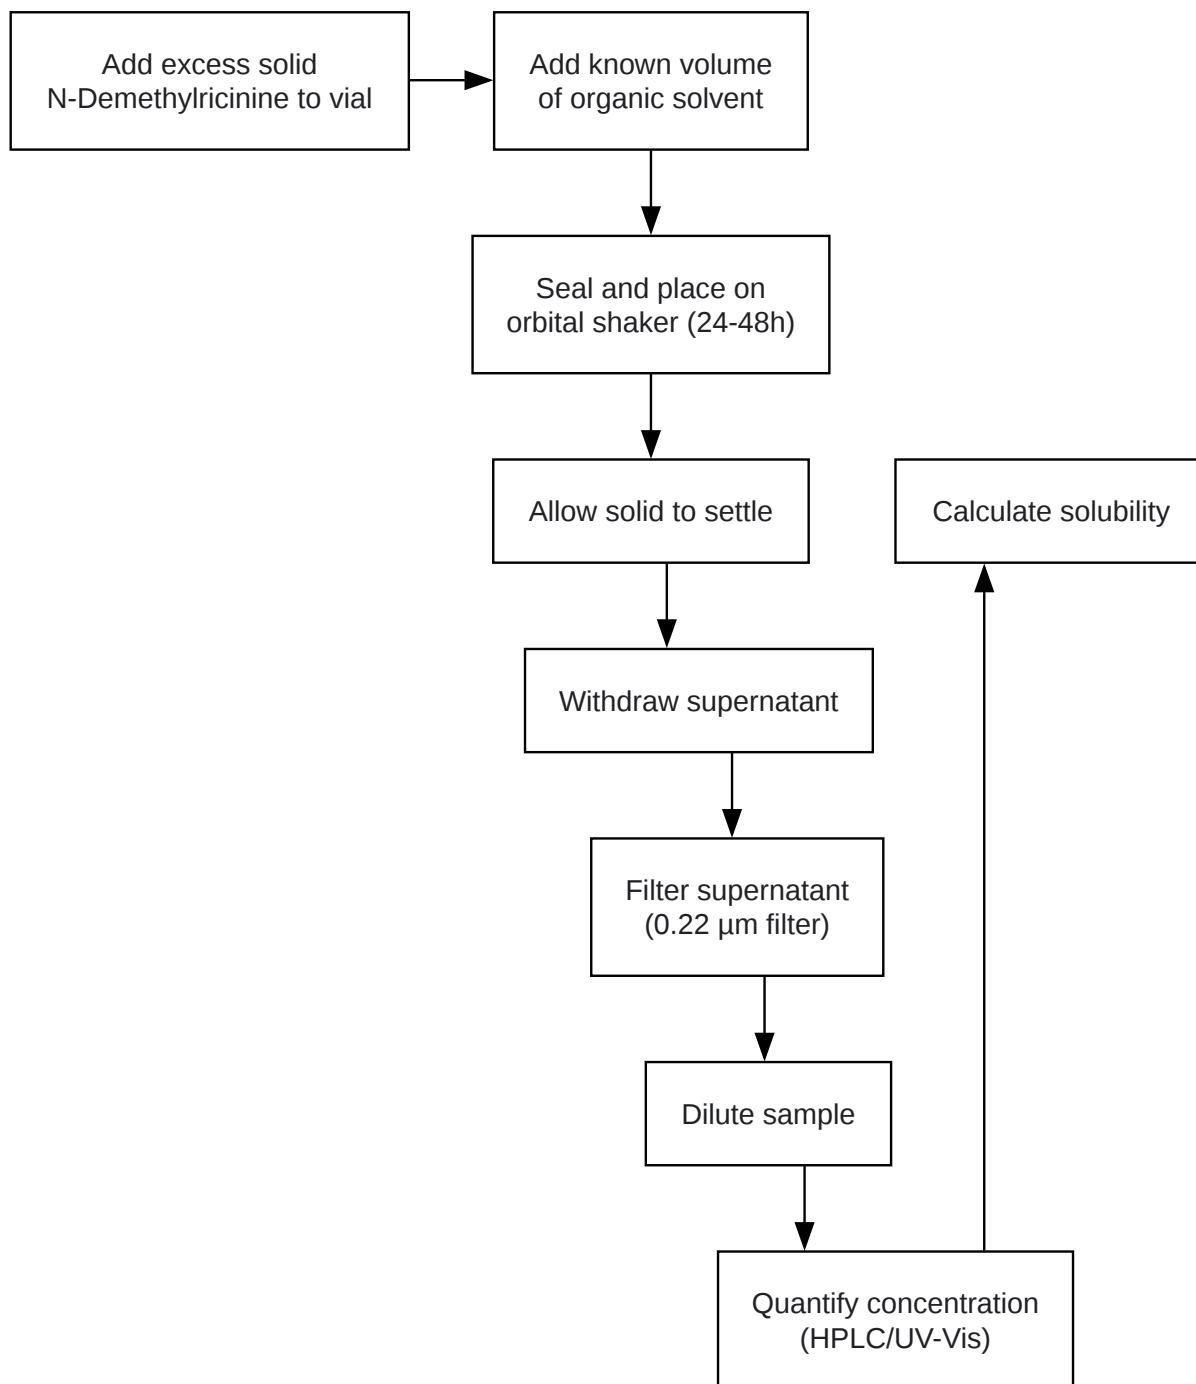 Add excess solid
N-Demethylricinine to vial
Add known volume
of organic solvent
Seal and place on
orbital shaker (24-48h)
Allow solid to settle
Withdraw supernatant
Filter supernatant
(0.22 µm filter)
Dilute sample
Quantify concentration
(HPLC/UV-Vis)
Calculate solubility